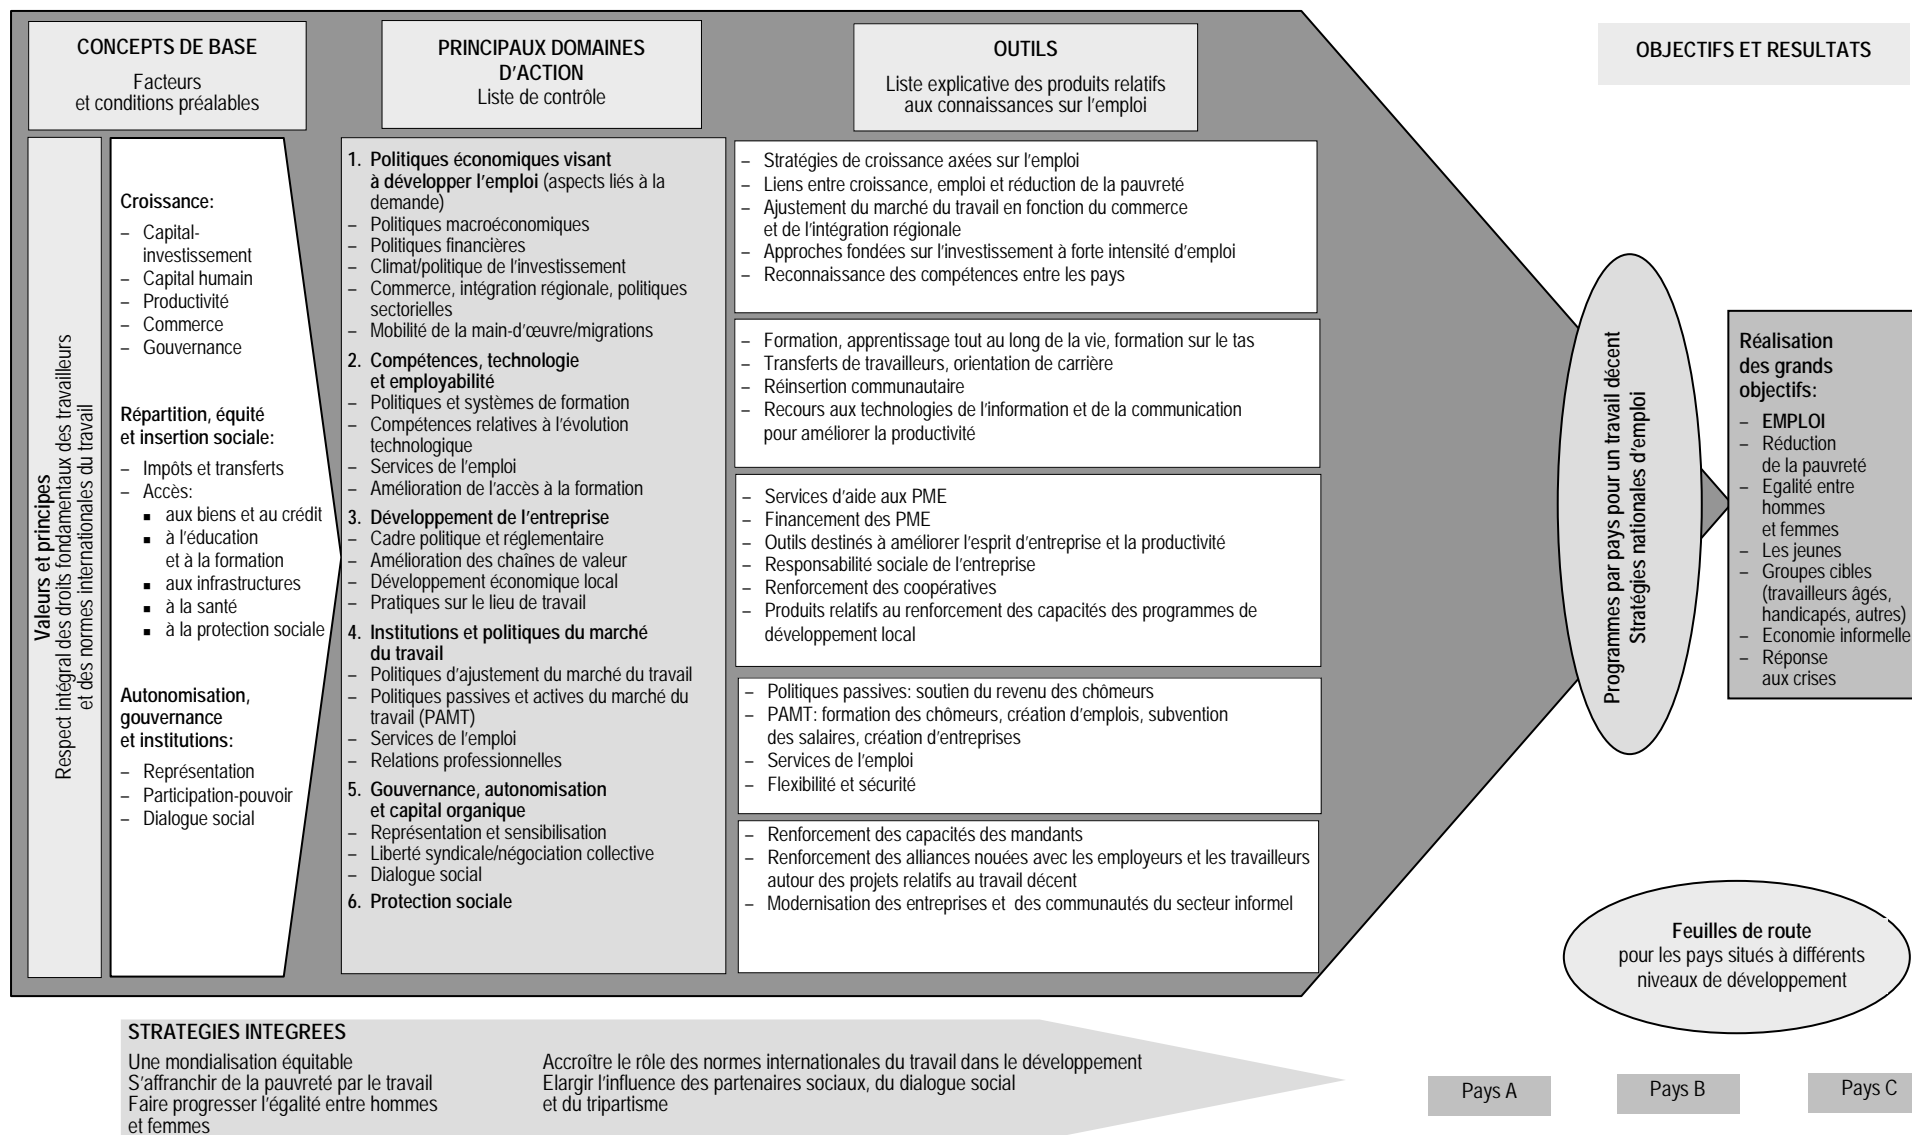 CONCEPTS DE BASE
Facteurs
et conditions préalables
PRINCIPAUX DOMAINES
D'ACTION
Liste de contrôle
OUTILS
Liste explicative des produits relatifs
aux connaissances sur l'emploi
OBJECTIFS ET RESULTATS
Valeurs et principes
Respect intégral des droits fondamentaux des travailleurs
et des normes internationales du travail
Croissance:
– Capital-
investissement
– Capital humain
– Productivité
– Commerce
– Gouvernance
Répartition, équité
et insertion sociale:
– Impôts et transferts
– Accès:
▪ aux biens et au crédit
▪ à l'éducation
et à la formation
▪ aux infrastructures
▪ à la santé
▪ à la protection sociale
Autonomisation,
gouvernance
et institutions:
– Représentation
– Participation-pouvoir
– Dialogue social
1. Politiques économiques visant
à développer l'emploi (aspects liés à la
demande)
– Politiques macroéconomiques
– Politiques financières
– Climat/politique de l'investissement
– Commerce, intégration régionale, politiques
sectorielles
– Mobilité de la main-d'œuvre/migrations
2. Compétences, technologie
et employabilité
– Politiques et systèmes de formation
– Compétences relatives à l'évolution
technologique
– Services de l'emploi
– Amélioration de l'accès à la formation
3. Développement de l'entreprise
– Cadre politique et réglementaire
– Amélioration des chaînes de valeur
– Développement économique local
– Pratiques sur le lieu de travail
4. Institutions et politiques du marché
du travail
– Politiques d'ajustement du marché du travail
– Politiques passives et actives du marché du
travail (PAMT)
– Services de l'emploi
– Relations professionnelles
5. Gouvernance, autonomisation
et capital organique
– Représentation et sensibilisation
– Liberté syndicale/négociation collective
– Dialogue social
6. Protection sociale
– Stratégies de croissance axées sur l'emploi
– Liens entre croissance, emploi et réduction de la pauvreté
– Ajustement du marché du travail en fonction du commerce
et de l'intégration régionale
– Approches fondées sur l'investissement à forte intensité d'emploi
– Reconnaissance des compétences entre les pays
– Formation, apprentissage tout au long de la vie, formation sur le tas
– Transferts de travailleurs, orientation de carrière
– Réinsertion communautaire
– Recours aux technologies de l'information et de la communication
pour améliorer la productivité
– Services d'aide aux PME
– Financement des PME
– Outils destinés à améliorer l'esprit d'entreprise et la productivité
– Responsabilité sociale de l'entreprise
– Renforcement des coopératives
– Produits relatifs au renforcement des capacités des programmes de
développement local
– Politiques passives: soutien du revenu des chômeurs
– PAMT: formation des chômeurs, création d'emplois, subvention
des salaires, création d'entreprises
– Services de l'emploi
– Flexibilité et sécurité
– Renforcement des capacités des mandants
– Renforcement des alliances nouées avec les employeurs et les travailleurs
autour des projets relatifs au travail décent
– Modernisation des entreprises et des communautés du secteur informel
Programmes par pays pour un travail décent
Stratégies nationales d'emploi
Réalisation
des grands
objectifs:
– EMPLOI
– Réduction
de la pauvreté
– Egalité entre
hommes
et femmes
– Les jeunes
– Groupes cibles
(travailleurs âgés,
handicapés, autres)
– Economie informelle
– Réponse
aux crises
Feuilles de route
pour les pays situés à différents
niveaux de développement
STRATEGIES INTEGREES
Une mondialisation équitable
S'affranchir de la pauvreté par le travail
Faire progresser l'égalité entre hommes
et femmes
Accroître le rôle des normes internationales du travail dans le développement
Elargir l'influence des partenaires sociaux, du dialogue social
et du tripartisme
Pays A
Pays B
Pays C